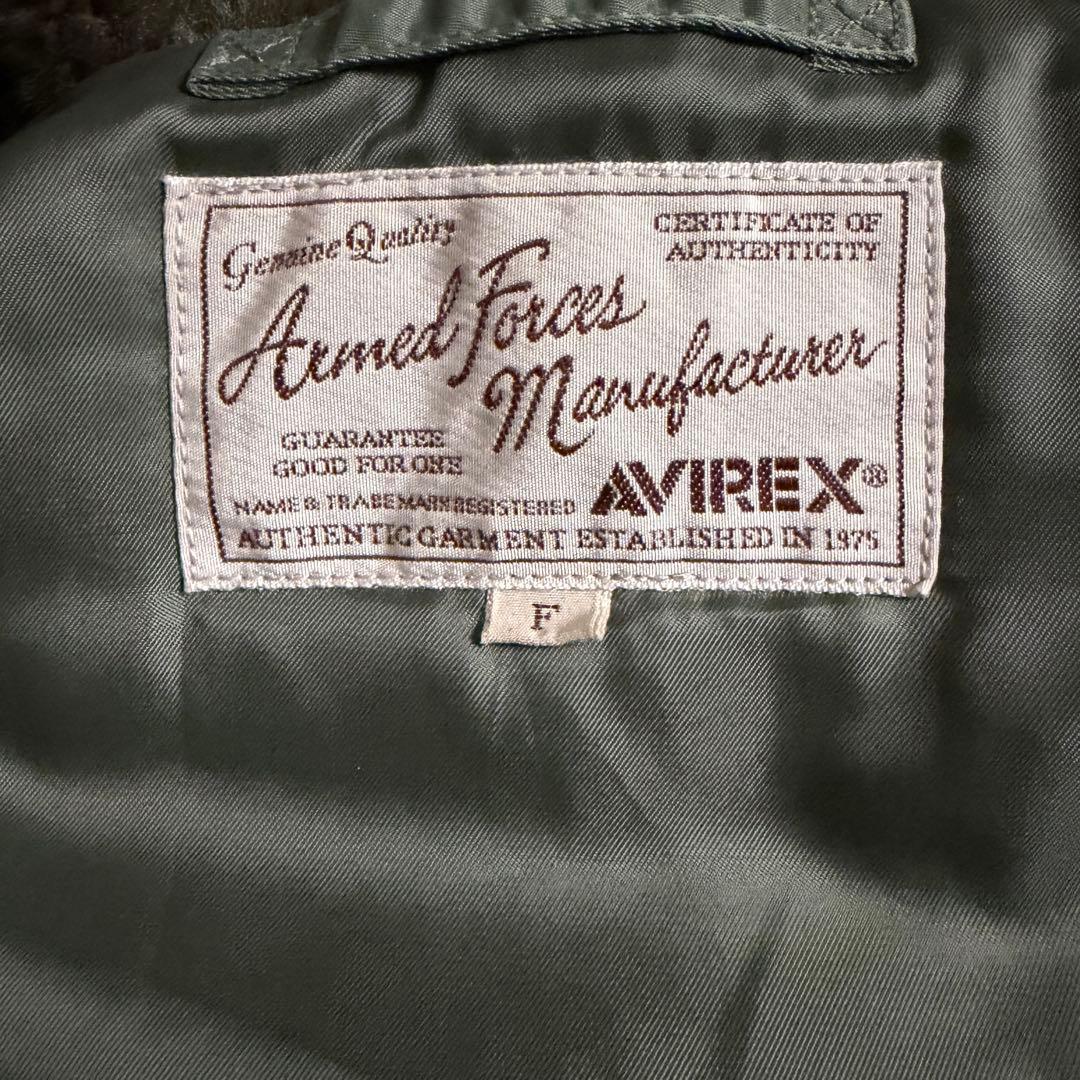 Genuine Quality
CERTIFICATE OF
AUTHENTICITY
Armed Forces
Manufacturer
GUARANTEE
GOOD FOR ONE
AVIREX®
NAME & TRADEMARK REGISTERED
AUTHENTIC GARMENT ESTABLISHED IN 1975
F